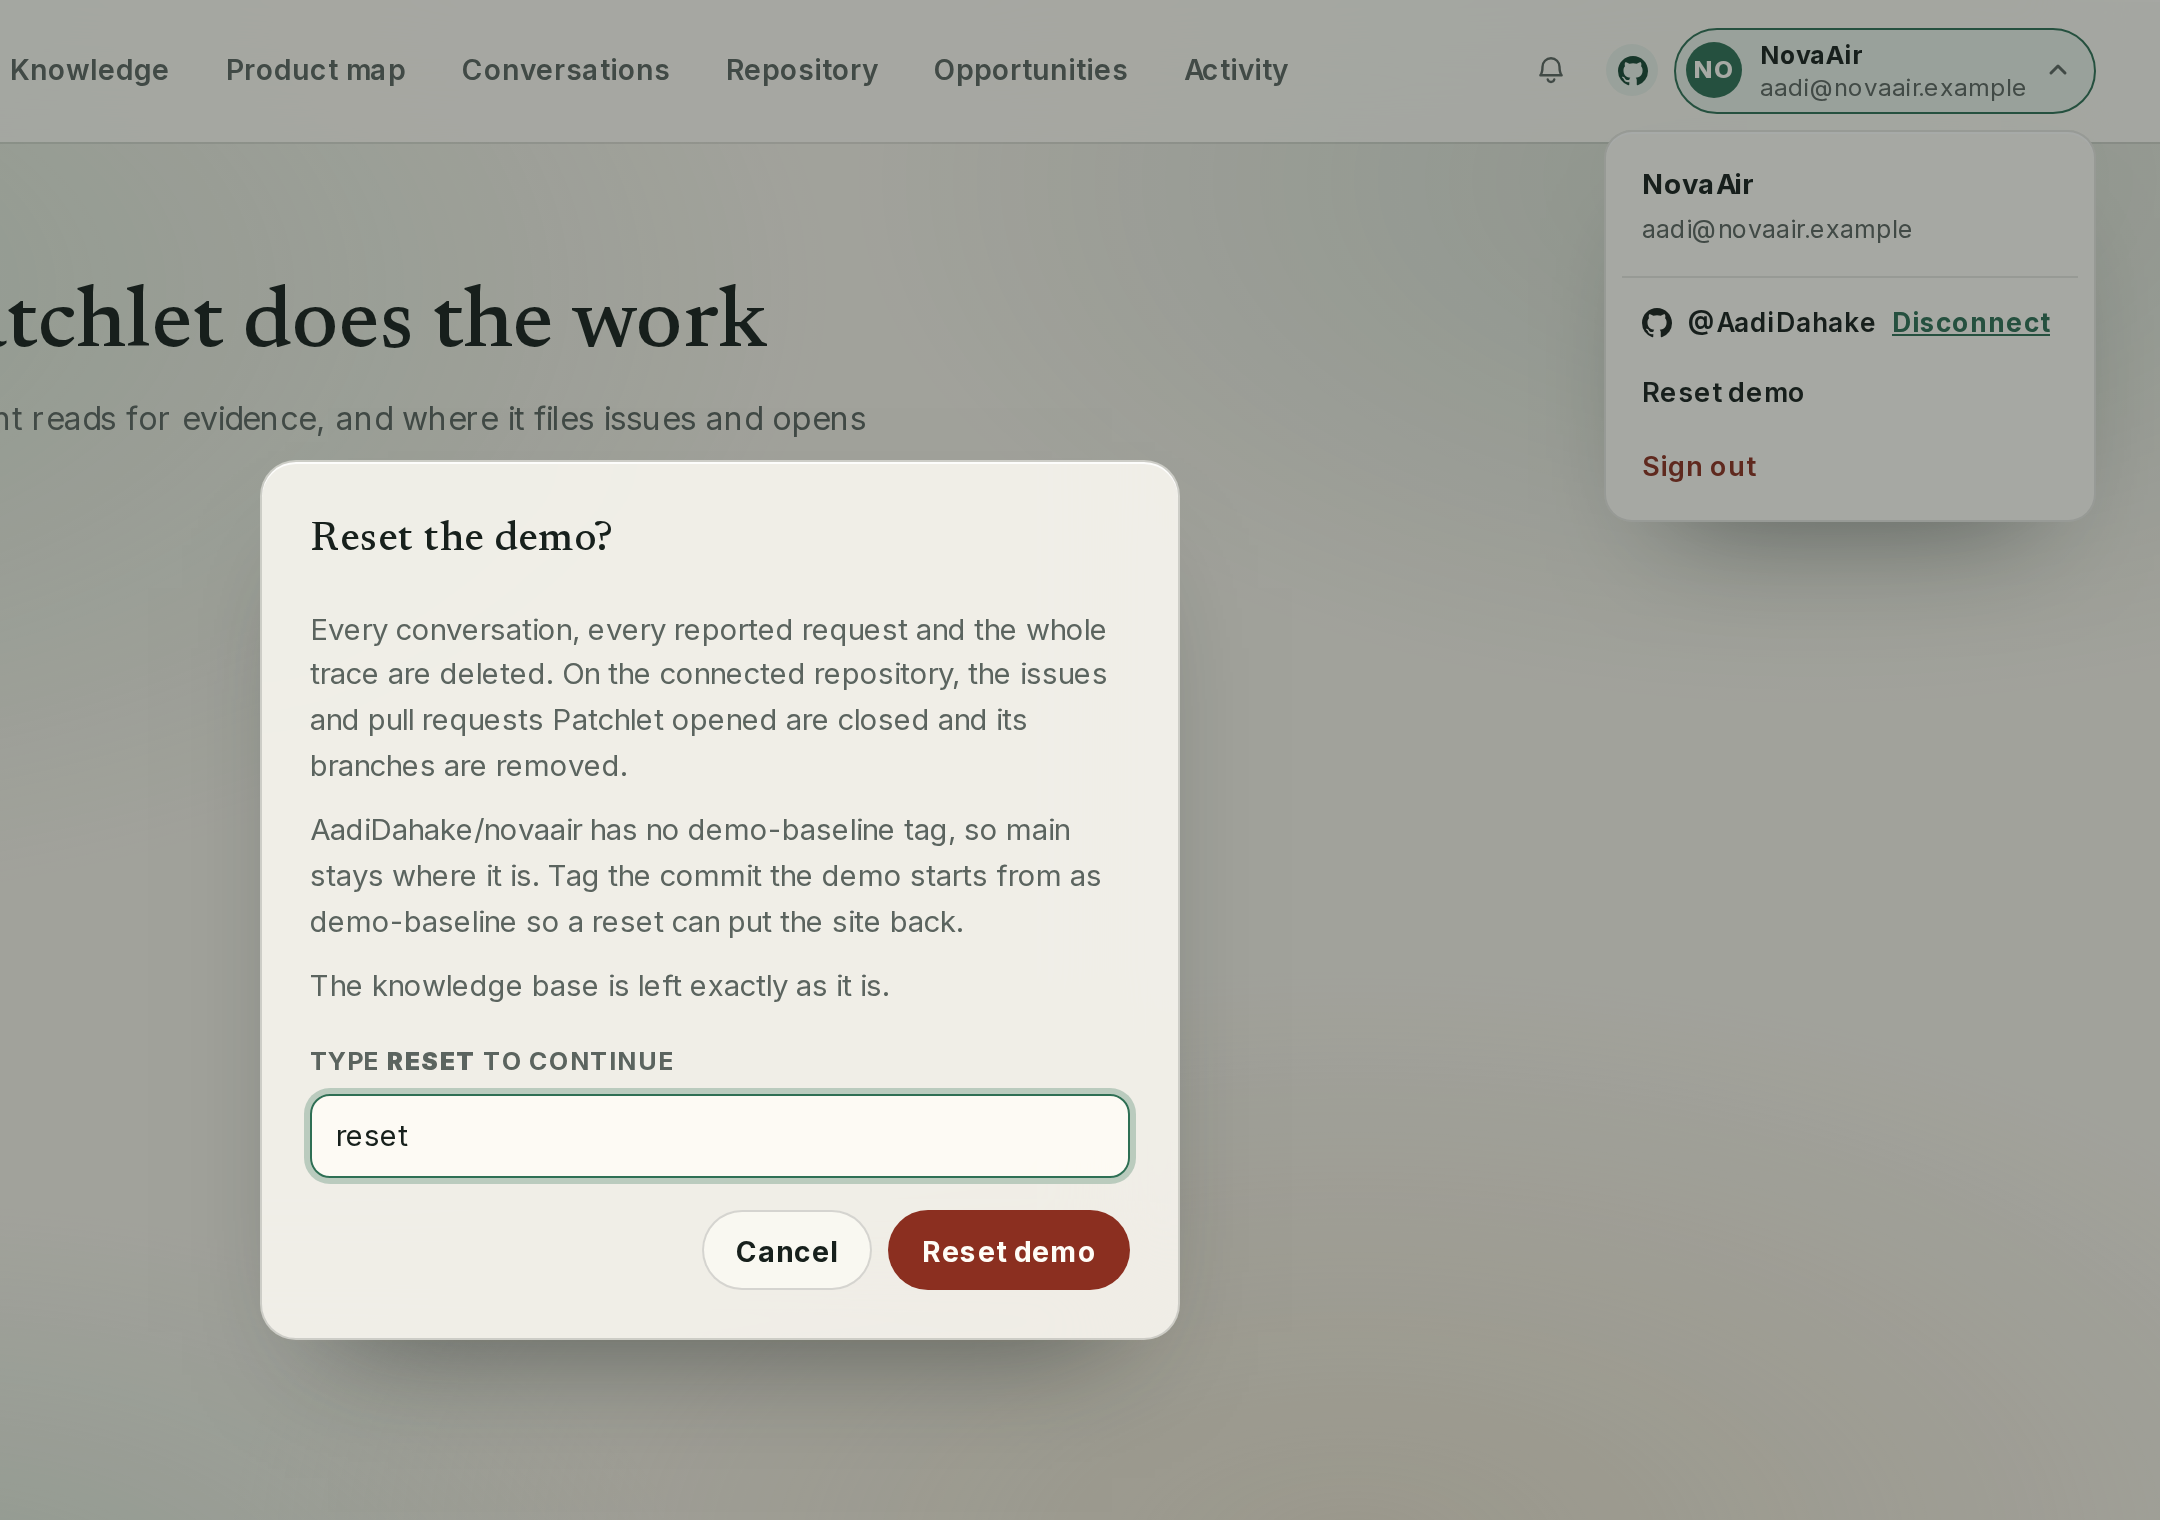 Knowledge Product map Conversations Repository Opportunities Activity
NO
NovaAir
aadi@novaair.example
NovaAir
aadi@novaair.example
@AadiDahake Disconnect
Reset demo
Sign out
atchlet does the work
nt reads for evidence, and where it files issues and opens
Reset the demo?
Every conversation, every reported request and the whole
trace are deleted. On the connected repository, the issues
and pull requests Patchlet opened are closed and its
branches are removed.
AadiDahake/novaair has no demo-baseline tag, so main
stays where it is. Tag the commit the demo starts from as
demo-baseline so a reset can put the site back.
The knowledge base is left exactly as it is.
TYPE RESET TO CONTINUE
reset
Cancel Reset demo